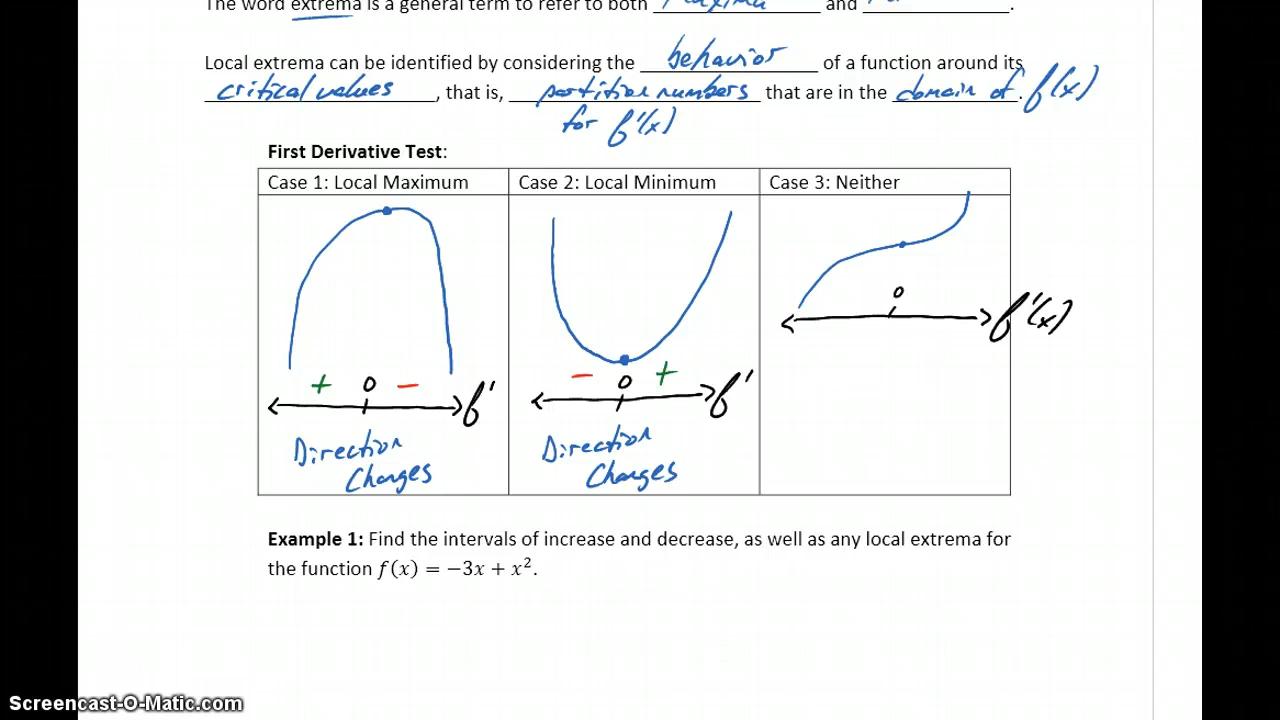 The word extrema is a general term to refer to both maxima and
Local extrema can be identified by considering the behavior of a function around its
critical values, that is, partition numbers that are in the domain of f(x).
for f'(x)
First Derivative Test:
Case 1: Local Maximum Case 2: Local Minimum Case 3: Neither
0
f'(x)
+ 0 − f'
− 0 + f'
Direction
Changes
Direction
Changes
Example 1: Find the intervals of increase and decrease, as well as any local extrema for
the function f(x) = −3x + x².
Screencast-O-Matic.com